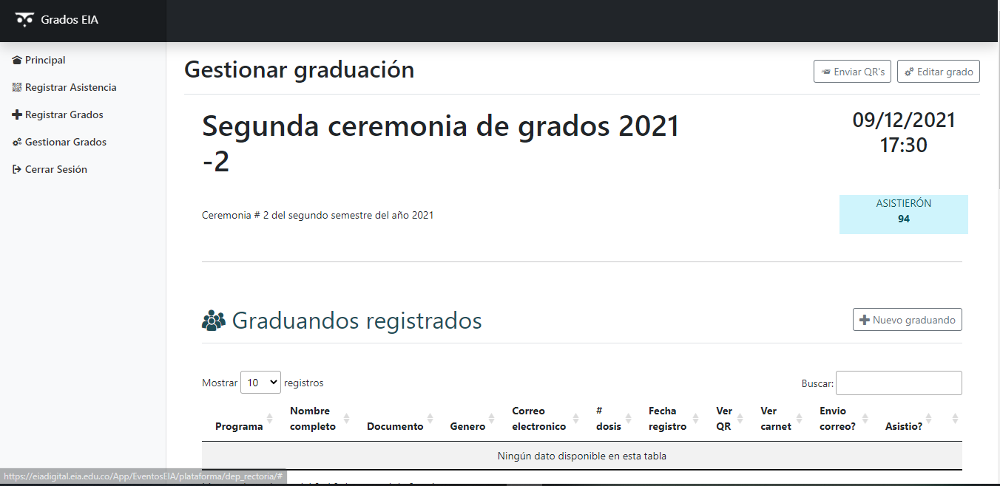 Grados EIA
Principal
Registrar Asistencia
Registrar Grados
Gestionar Grados
Cerrar Sesión
Gestionar graduación
Enviar QR's
Editar grado
Segunda ceremonia de grados 2021
-2
09/12/2021
17:30
Ceremonia # 2 del segundo semestre del año 2021
ASISTIERÓN
94
Graduandos registrados
Nuevo graduando
Mostrar 10 registros
Buscar:
Programa
Nombre
completo
Documento
Genero
Correo
electronico
#
dosis
Fecha
registro
Ver
QR
Ver
carnet
Envio
correo?
Asistio?
Ningún dato disponible en esta tabla
https://eiadigital.eia.edu.co/App/EventosEIA/plataforma/dep_rectoria/#